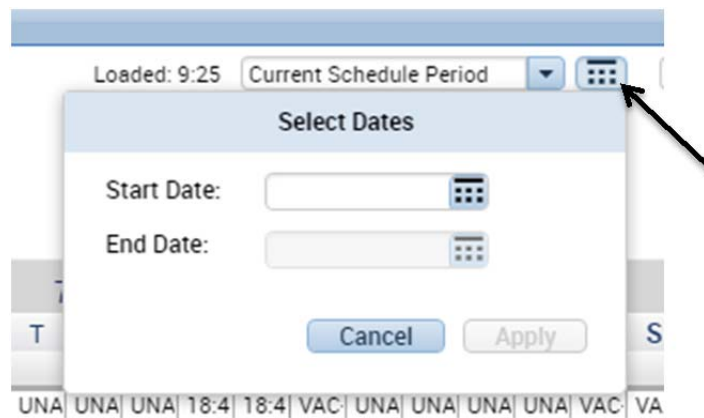 Loaded: 9:25 Current Schedule Period
Select Dates
Start Date:
End Date:
T Cancel Apply S
UNA UNA UNA 18:4 18:4 VAC- UNA UNA UNA UNA VAC- VA